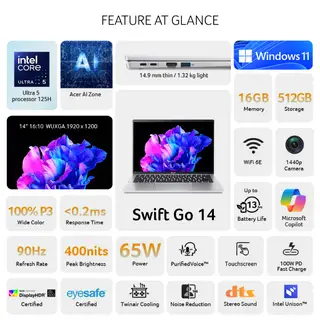 FEATURE AT GLANCE
intel
CORE
ULTRA 5
Ultra 5
processor 125H
AI
Acer AI Zone
14.9 mm thin / 1.32 kg light
Windows 11
16GB
Memory
512GB
Storage
14" 16:10 WUXGA 1920 x 1200
WiFi 6E
1440p
Camera
100% P3
Wide Color
<0.2ms
Response Time
Swift Go 14
Up to
13
Battery Life
Microsoft
Copilot
90Hz
Refresh Rate
400nits
Peak Brightness
65W
Power
PurifiedVoice™
Touchscreen
100W PD
Fast Charge
DisplayHDR
Certified
eyesafe
Certified
Twinair Cooling
Noise Reduction
dts
Stereo Sound
Intel Unison™